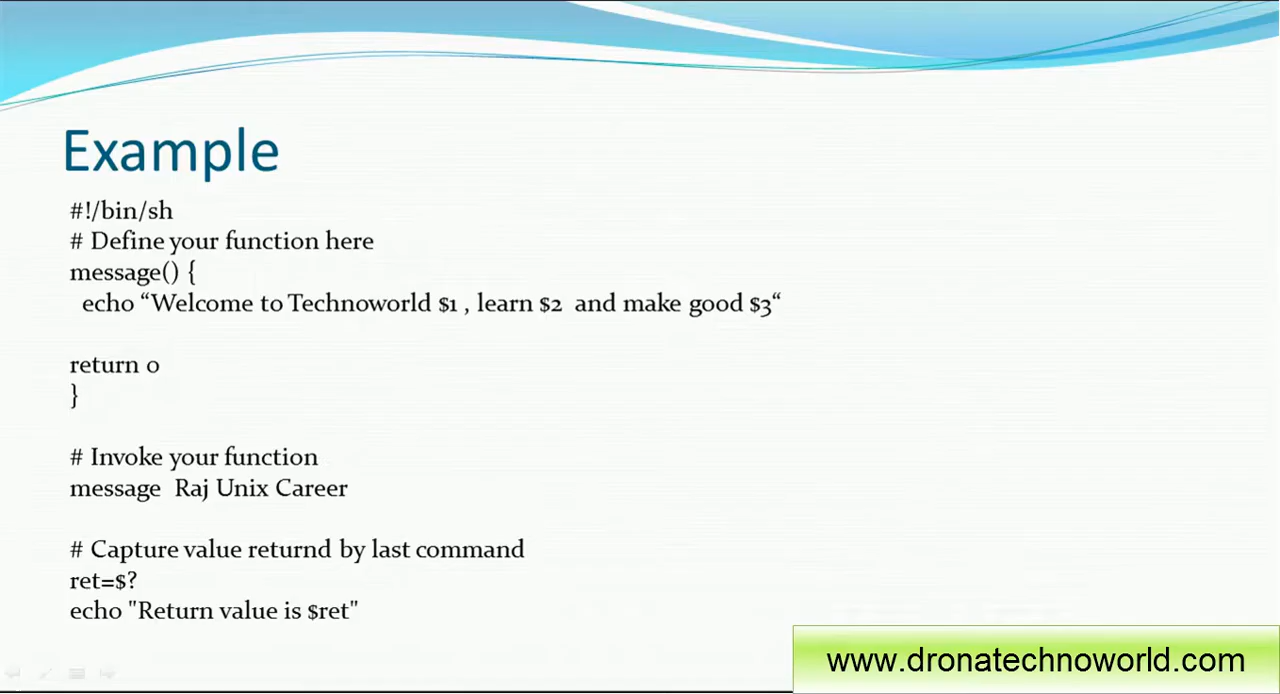 Example
#!/bin/sh
# Define your function here
message() {
echo “Welcome to Technoworld $1 , learn $2 and make good $3“
return 0
}
# Invoke your function
message Raj Unix Career
# Capture value returnd by last command
ret=$?
echo "Return value is $ret"
www.dronatechnoworld.com